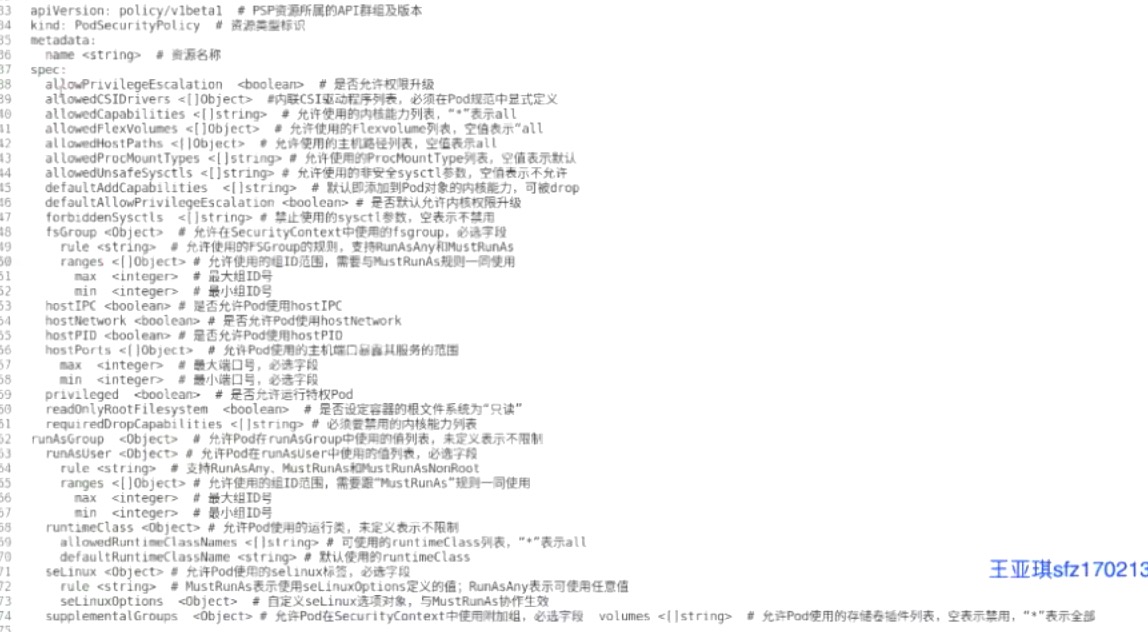 33 apiVersion: policy/v1beta1  # PSP资源所属的API群组及版本
34 kind: PodSecurityPolicy  # 资源类型标识
35 metadata:
36   name <string>  # 资源名称
37 spec:
38   allowPrivilegeEscalation  <boolean>  # 是否允许权限升级
39   allowedCSIDrivers <[]Object>  #内联CSI驱动程序列表，必须在Pod规范中显式定义
40   allowedCapabilities <[]string>  # 允许使用的内核能力列表，“*”表示all
41   allowedFlexVolumes <[]Object>  # 允许使用的Flexvolume列表，空值表示“all
42   allowedHostPaths <[]Object>  # 允许使用的主机路径列表，空值表示all
43   allowedProcMountTypes <[]string> # 允许使用的ProcMountType列表，空值表示默认
44   allowedUnsafeSysctls <[]string> # 允许使用的非安全sysctl参数，空值表示不允许
45   defaultAddCapabilities  <[]string>  # 默认即添加到Pod对象的内核能力，可被drop
46   defaultAllowPrivilegeEscalation <boolean> # 是否默认允许内核权限升级
47   forbiddenSysctls  <[]string> # 禁止使用的sysctl参数，空表示不禁用
48   fsGroup <Object>  # 允许在SecurityContext中使用的fsgroup，必选字段
49     rule <string>  # 允许使用的FSGroup的规则，支持RunAsAny和MustRunAs
50     ranges <[]Object> # 允许使用的组ID范围，需要与MustRunAs规则一同使用
51       max  <integer>  # 最大组ID号
52       min  <integer>  # 最小组ID号
53   hostIPC <boolean> # 是否允许Pod使用hostIPC
54   hostNetwork <boolean> # 是否允许Pod使用hostNetwork
55   hostPID <boolean> # 是否允许Pod使用hostPID
56   hostPorts <[]Object>  # 允许Pod使用的主机端口暴露其服务的范围
57     max  <integer>  # 最大端口号，必选字段
58     min  <integer>  # 最小端口号，必选字段
59   privileged  <boolean>  # 是否允许运行特权Pod
60   readOnlyRootFilesystem  <boolean>  # 是否设定容器的根文件系统为“只读”
61   requiredDropCapabilities <[]string> # 必须要禁用的内核能力列表
62 runAsGroup  <Object>  # 允许Pod在runAsGroup中使用的值列表，未定义表示不限制
63   runAsUser <Object> # 允许Pod在runAsUser中使用的值列表，必选字段
64     rule <string>  # 支持RunAsAny、MustRunAs和MustRunAsNonRoot
65     ranges <[]Object> # 允许使用的组ID范围，需要跟“MustRunAs”规则一同使用
66       max  <integer>  # 最大组ID号
67       min  <integer>  # 最小组ID号
68   runtimeClass <Object> # 允许Pod使用的运行类，未定义表示不限制
69     allowedRuntimeClassNames <[]string> # 可使用的runtimeClass列表，“*”表示all
70     defaultRuntimeClassName <string> # 默认使用的runtimeClass
71   seLinux <Object> # 允许Pod使用的selinux标签，必选字段
王亚琪sfz170213
72     rule <string>  # MustRunAs表示使用seLinuxOptions定义的值；RunAsAny表示可使用任意值
73     seLinuxOptions  <Object>  # 自定义seLinux选项对象，与MustRunAs协作生效
74   supplementalGroups  <Object> # 允许Pod在SecurityContext中使用附加组，必选字段  volumes <[]string>  # 允许Pod使用的存储卷插件列表，空表示禁用，“*”表示全部
75